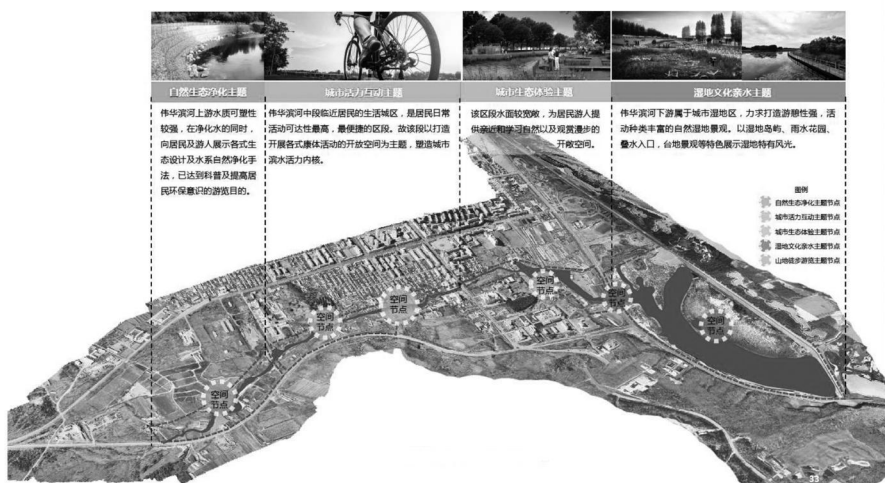 自然生态净化主题
伟华滨河上游水质可塑性
较强，在净化水的同时，
向居民及游人展示各式生
态设计及水系自然净化手
法，已达到科普及提高居
民环保意识的游览目的。
城市活力互动主题
伟华滨河中段临近居民的生活城区，是居民日常
活动可达性最高，最便捷的区段。故该段以打造
开展各式康体活动的开放空间为主题，塑造城市
滨水活力内核。
城市生态体验主题
该区段水面较宽敞，为居民游人提
供亲近和学习自然以及观赏漫步的
开敞空间。
湿地文化亲水主题
伟华滨河下游属于城市湿地区，力求打造游憩性强，活
动种类丰富的自然湿地景观。以湿地岛屿、雨水花园、
叠水入口，台地景观等特色展示湿地特有风光。
图例
自然生态净化主题节点
城市活力互动主题节点
城市生态体验主题节点
湿地文化亲水主题节点
山地徒步游览主题节点
空间
节点
空间
节点
空间
节点
空间
节点
空间
节点
空间
节点
33